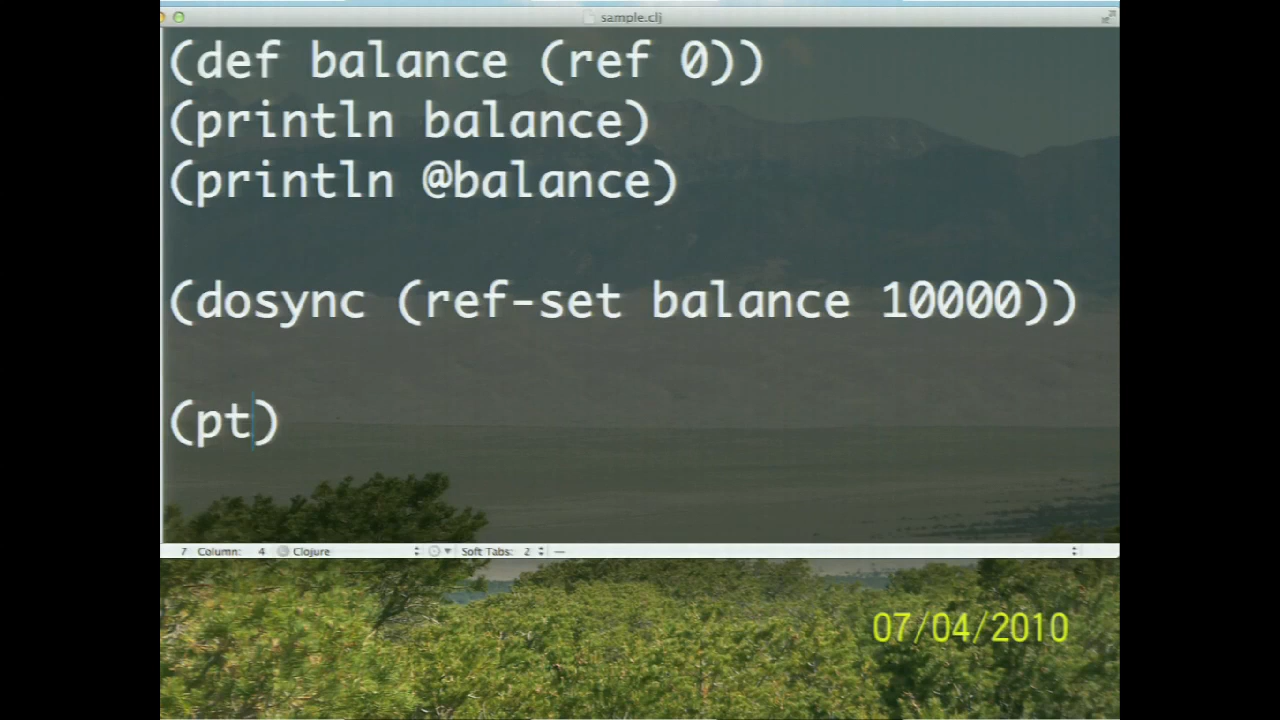 sample.clj
(def balance (ref 0))
(println balance)
(println @balance)
(dosync (ref-set balance 10000))
(pt)
7 Column: 4 Clojure Soft Tabs: 2 —
07/04/2010